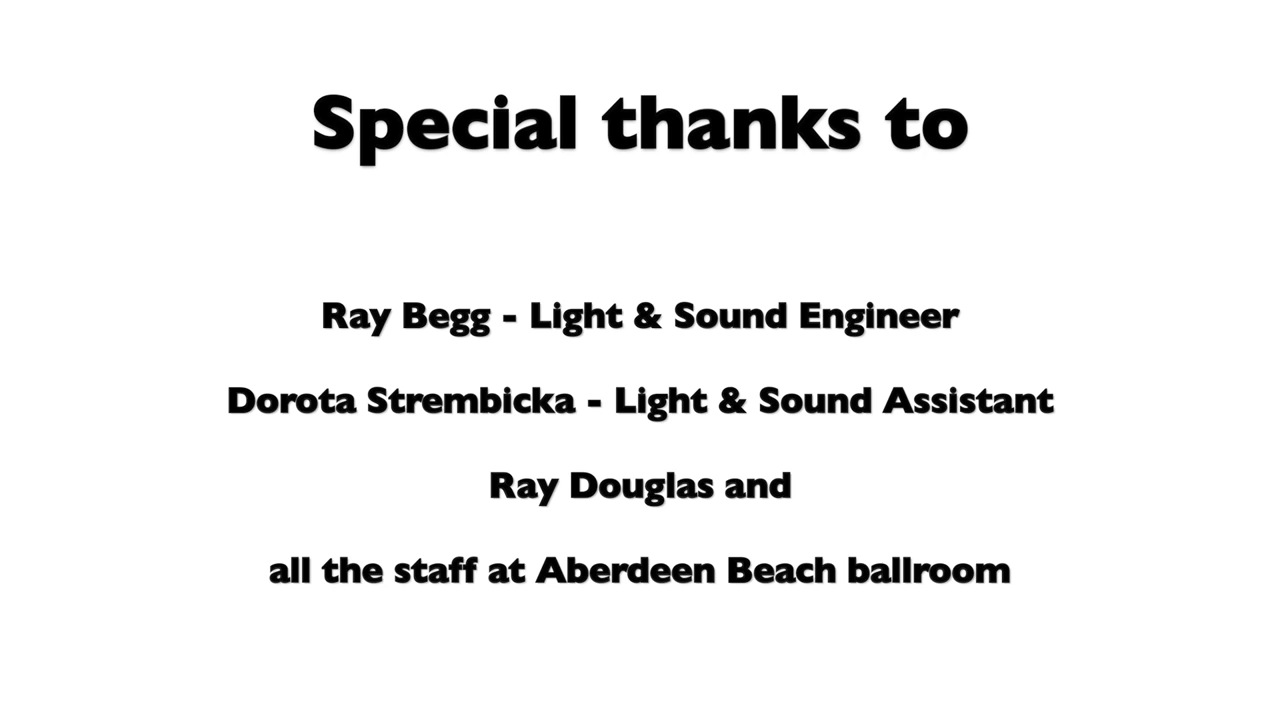 Special thanks to
Ray Begg - Light & Sound Engineer
Dorota Strembicka - Light & Sound Assistant
Ray Douglas and
all the staff at Aberdeen Beach ballroom